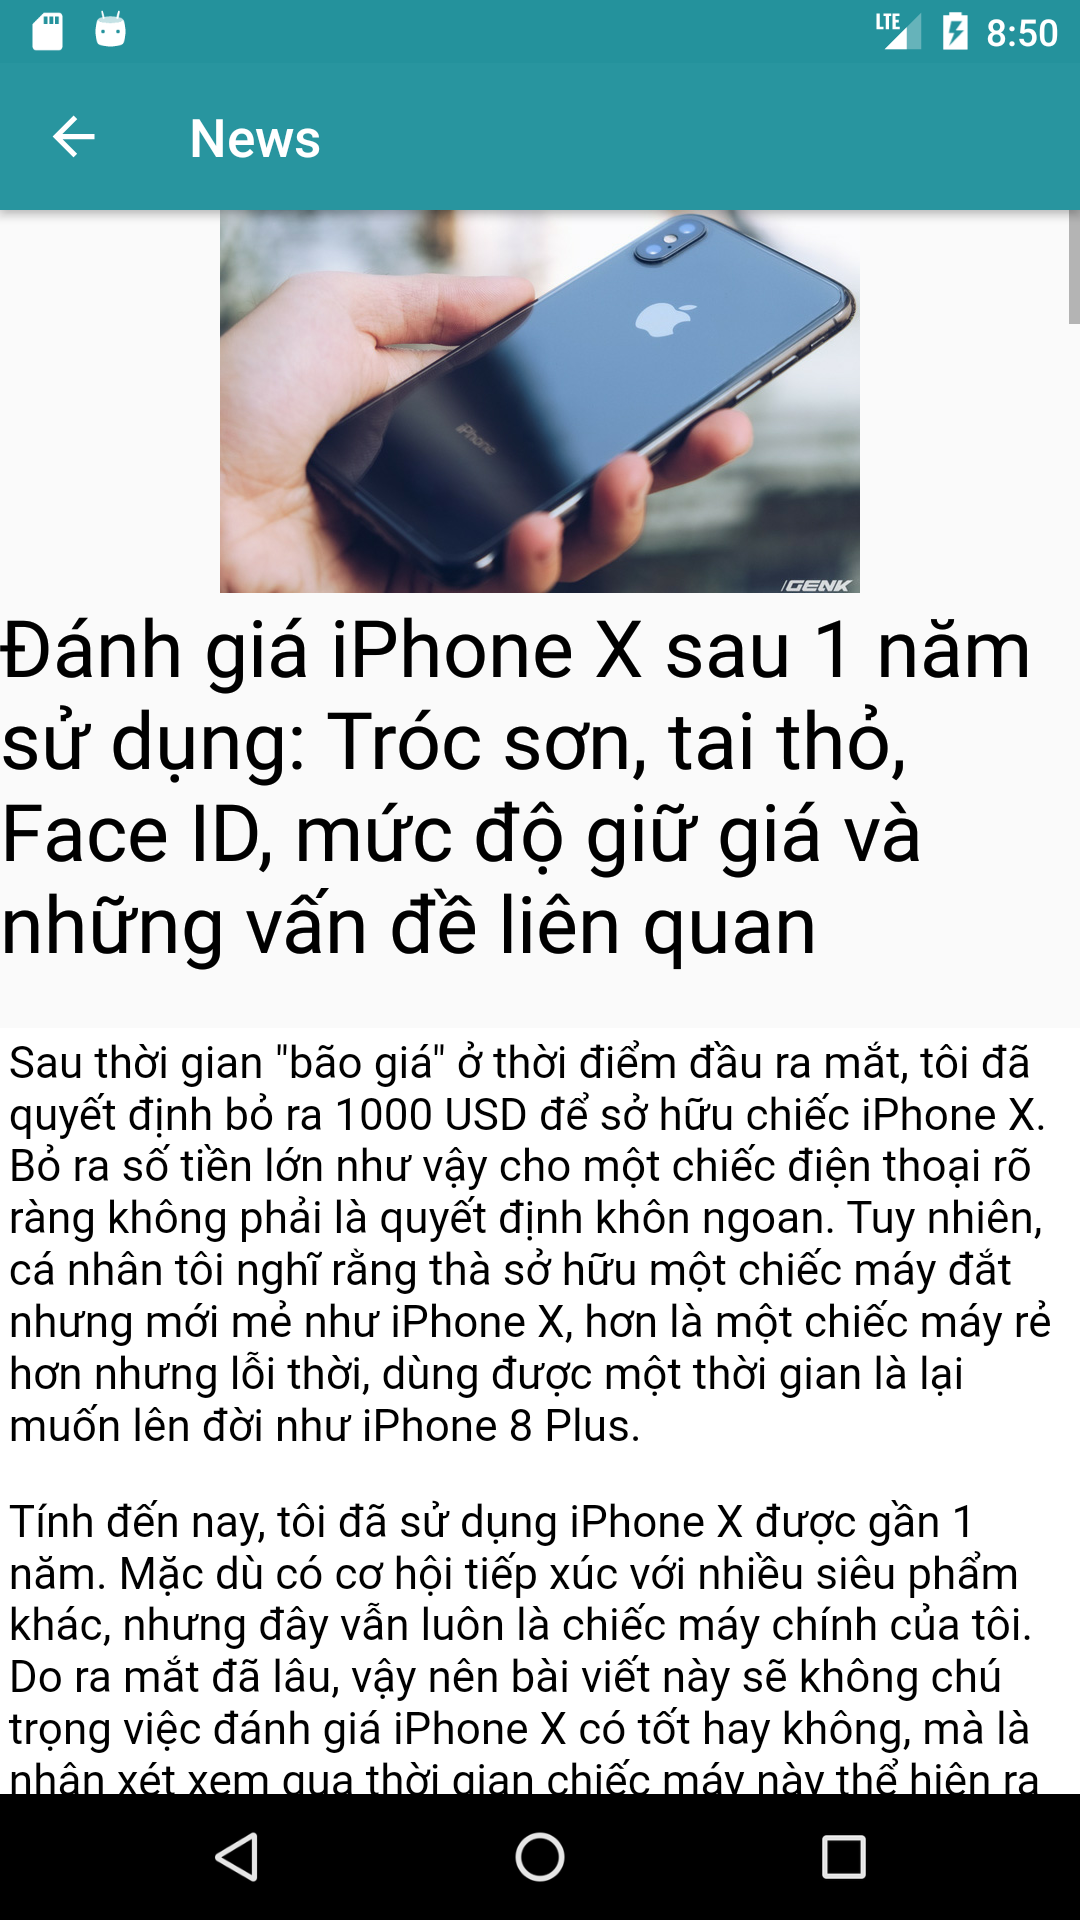 LTE 8:50
News
iPhone
GENK
Đánh giá iPhone X sau 1 năm
sử dụng: Tróc sơn, tai thỏ,
Face ID, mức độ giữ giá và
những vấn đề liên quan
Sau thời gian "bão giá" ở thời điểm đầu ra mắt, tôi đã
quyết định bỏ ra 1000 USD để sở hữu chiếc iPhone X.
Bỏ ra số tiền lớn như vậy cho một chiếc điện thoại rõ
ràng không phải là quyết định khôn ngoan. Tuy nhiên,
cá nhân tôi nghĩ rằng thà sở hữu một chiếc máy đắt
nhưng mới mẻ như iPhone X, hơn là một chiếc máy rẻ
hơn nhưng lỗi thời, dùng được một thời gian là lại
muốn lên đời như iPhone 8 Plus.
Tính đến nay, tôi đã sử dụng iPhone X được gần 1
năm. Mặc dù có cơ hội tiếp xúc với nhiều siêu phẩm
khác, nhưng đây vẫn luôn là chiếc máy chính của tôi.
Do ra mắt đã lâu, vậy nên bài viết này sẽ không chú
trọng việc đánh giá iPhone X có tốt hay không, mà là
nhận xét xem qua thời gian chiếc máy này thể hiện ra